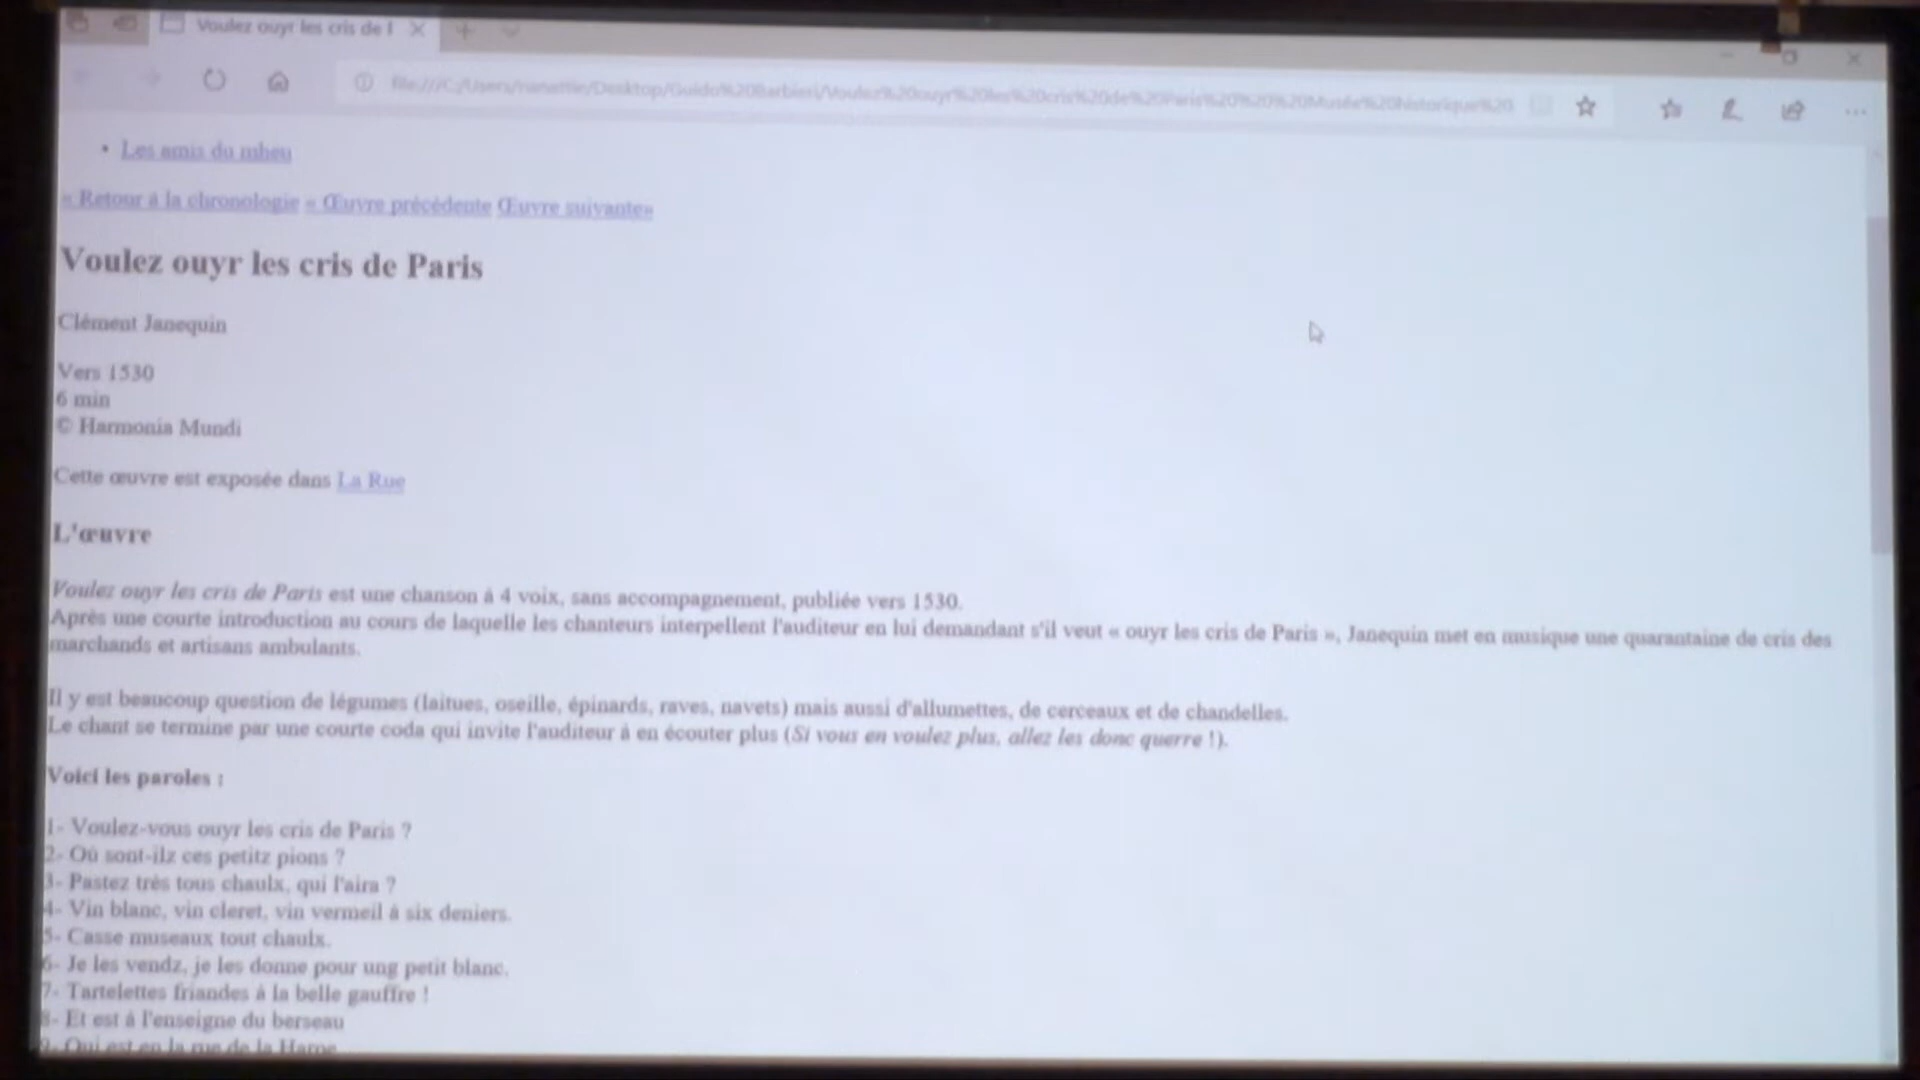 Voulez ouyr les cris de
Les amis du mheu
« Retour à la chronologie « Œuvre précédente Œuvre suivante»
Voulez ouyr les cris de Paris
Clément Janequin
Vers 1530
6 min
© Harmonia Mundi
Cette œuvre est exposée dans La Rue
L'œuvre
Voulez ouyr les cris de Paris est une chanson à 4 voix, sans accompagnement, publiée vers 1530.
Après une courte introduction au cours de laquelle les chanteurs interpellent l'auditeur en lui demandant s'il veut « ouyr les cris de Paris », Janequin met en musique une quarantaine de cris des
marchands et artisans ambulants.
Il y est beaucoup question de légumes (laitues, oseille, épinards, raves, navets) mais aussi d'allumettes, de cerceaux et de chandelles.
Le chant se termine par une courte coda qui invite l'auditeur à en écouter plus (Si vous en voulez plus, allez les donc querre !).
Voici les paroles :
1- Voulez-vous ouyr les cris de Paris ?
2- Où sont-ilz ces petitz pions ?
3- Pastez très tous chaulx, qui l'aira ?
4- Vin blanc, vin cleret, vin vermeil à six deniers.
5- Casse museaux tout chaulx.
6- Je les vendz, je les donne pour ung petit blanc.
7- Tartelettes friandes à la belle gauffre !
8- Et est à l'enseigne du berseau
9- Qui est en la rue de la Harpe